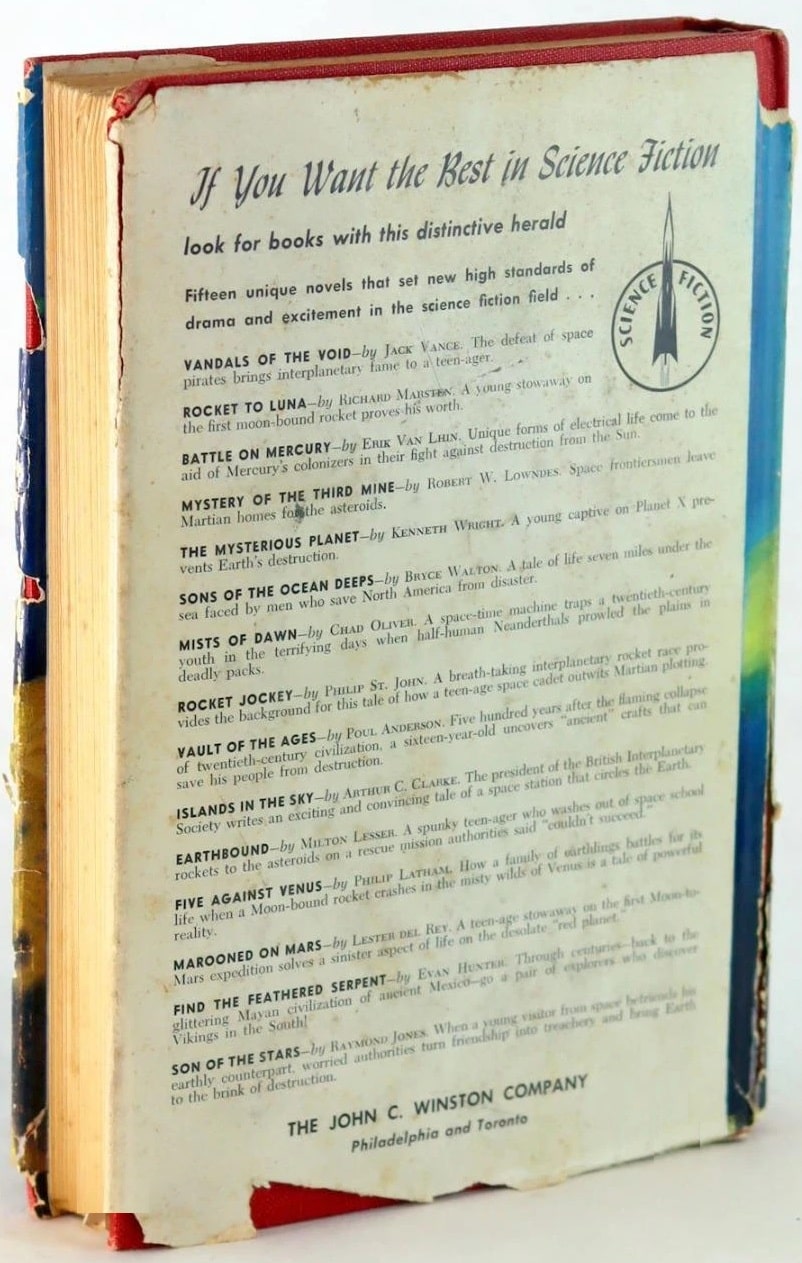 If You Want the Best in Science Fiction
look for books with this distinctive herald
Fifteen unique novels that set new high standards of
drama and excitement in the science fiction field . . .
SCIENCE FICTION
VANDALS OF THE VOID—by JACK VANCE. The defeat of space
pirates brings interplanetary fame to a teen-ager.
ROCKET TO LUNA—by RICHARD MARSTEN. A young stowaway on
the first moon-bound rocket proves his worth.
BATTLE ON MERCURY—by ERIK VAN LHIN. Unique forms of electrical life come to the
aid of Mercury's colonizers in their fight against destruction from the Sun.
MYSTERY OF THE THIRD MINE—by ROBERT W. LOWNDES. Space frontiersmen leave
Martian homes for the asteroids.
THE MYSTERIOUS PLANET—by KENNETH WRIGHT. A young captive on Planet X pre-
vents Earth's destruction.
SONS OF THE OCEAN DEEPS—by BRYCE WALTON. A tale of life seven miles under the
sea faced by men who save North America from disaster.
MISTS OF DAWN—by CHAD OLIVER. A space-time machine traps a twentieth-century
youth in the terrifying days when half-human Neanderthals prowled the plains in
deadly packs.
ROCKET JOCKEY—by PHILIP ST. JOHN. A breath-taking interplanetary rocket race pro-
vides the background for this tale of how a teen-age space cadet outwits Martian plotting.
VAULT OF THE AGES—by POUL ANDERSON. Five hundred years after the flaming collapse
of twentieth-century civilization, a sixteen-year-old uncovers "ancient" crafts that can
save his people from destruction.
ISLANDS IN THE SKY—by ARTHUR C. CLARKE. The president of the British Interplanetary
Society writes an exciting and convincing tale of a space station that circles the Earth.
EARTHBOUND—by MILTON LESSER. A spunky teen-ager who washes out of space school
rockets to the asteroids on a rescue mission authorities said "couldn't succeed."
FIVE AGAINST VENUS—by PHILIP LATHAM. How a family of earthlings battles for its
life when a Moon-bound rocket crashes in the misty wilds of Venus is a tale of powerful
reality.
MAROONED ON MARS—by LESTER DEL REY. A teen-age stowaway on the first Moon-to-
Mars expedition solves a sinister aspect of life on the desolate "red planet."
FIND THE FEATHERED SERPENT—by EVAN HUNTER. Through centuries—back to the
glittering Mayan civilization of ancient Mexico—go a pair of explorers who discover
Vikings in the South!
SON OF THE STARS—by RAYMOND JONES. When a young visitor from space befriends his
earthly counterpart, worried authorities turn friendship into treachery and bring Earth
to the brink of destruction.
THE JOHN C. WINSTON COMPANY
Philadelphia and Toronto